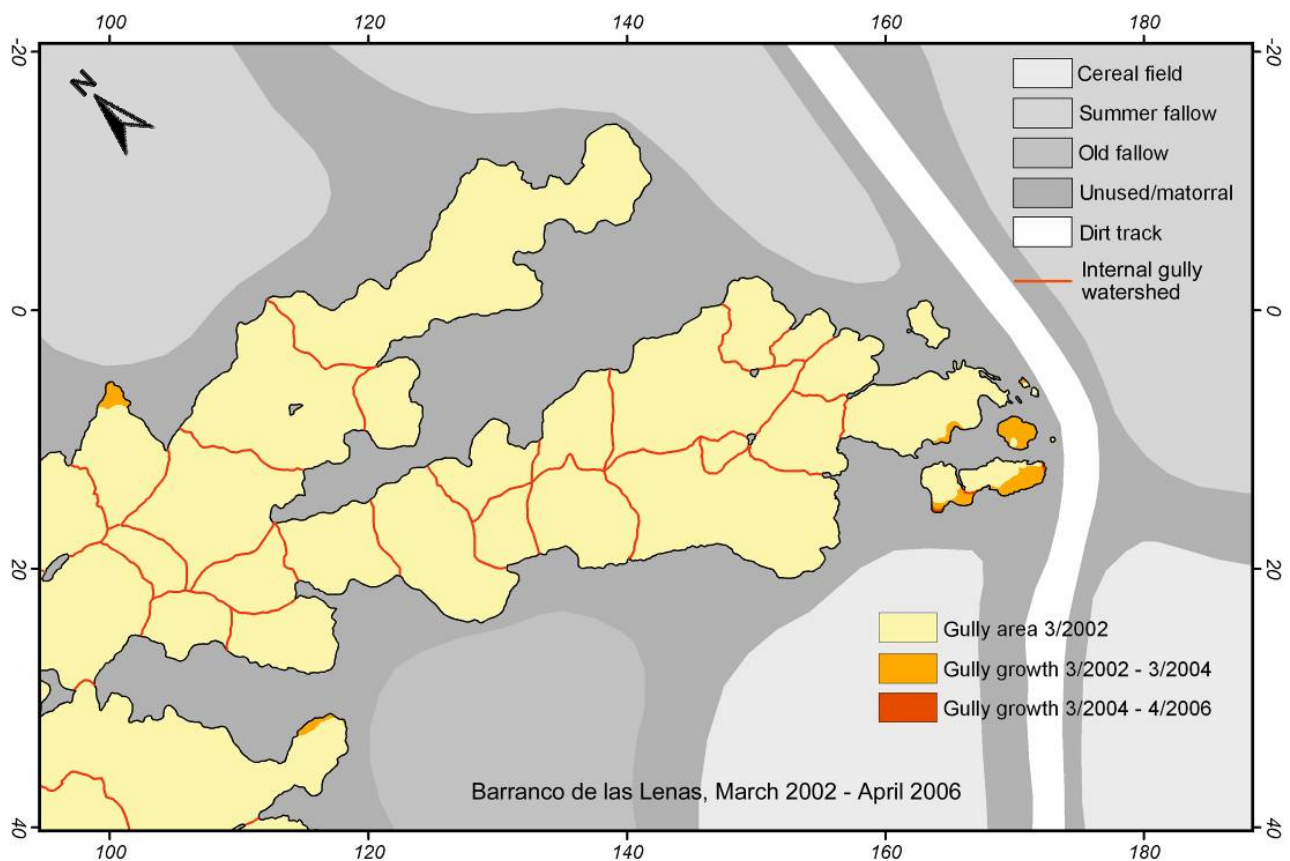 100 120 140 160 180
-20 -20
N
Cereal field
Summer fallow
Old fallow
Unused/matorral
Dirt track
Internal gully
watershed
0 0
20 20
Gully area 3/2002
Gully growth 3/2002 - 3/2004
Gully growth 3/2004 - 4/2006
Barranco de las Lenas, March 2002 - April 2006
40 40
100 120 140 160 180